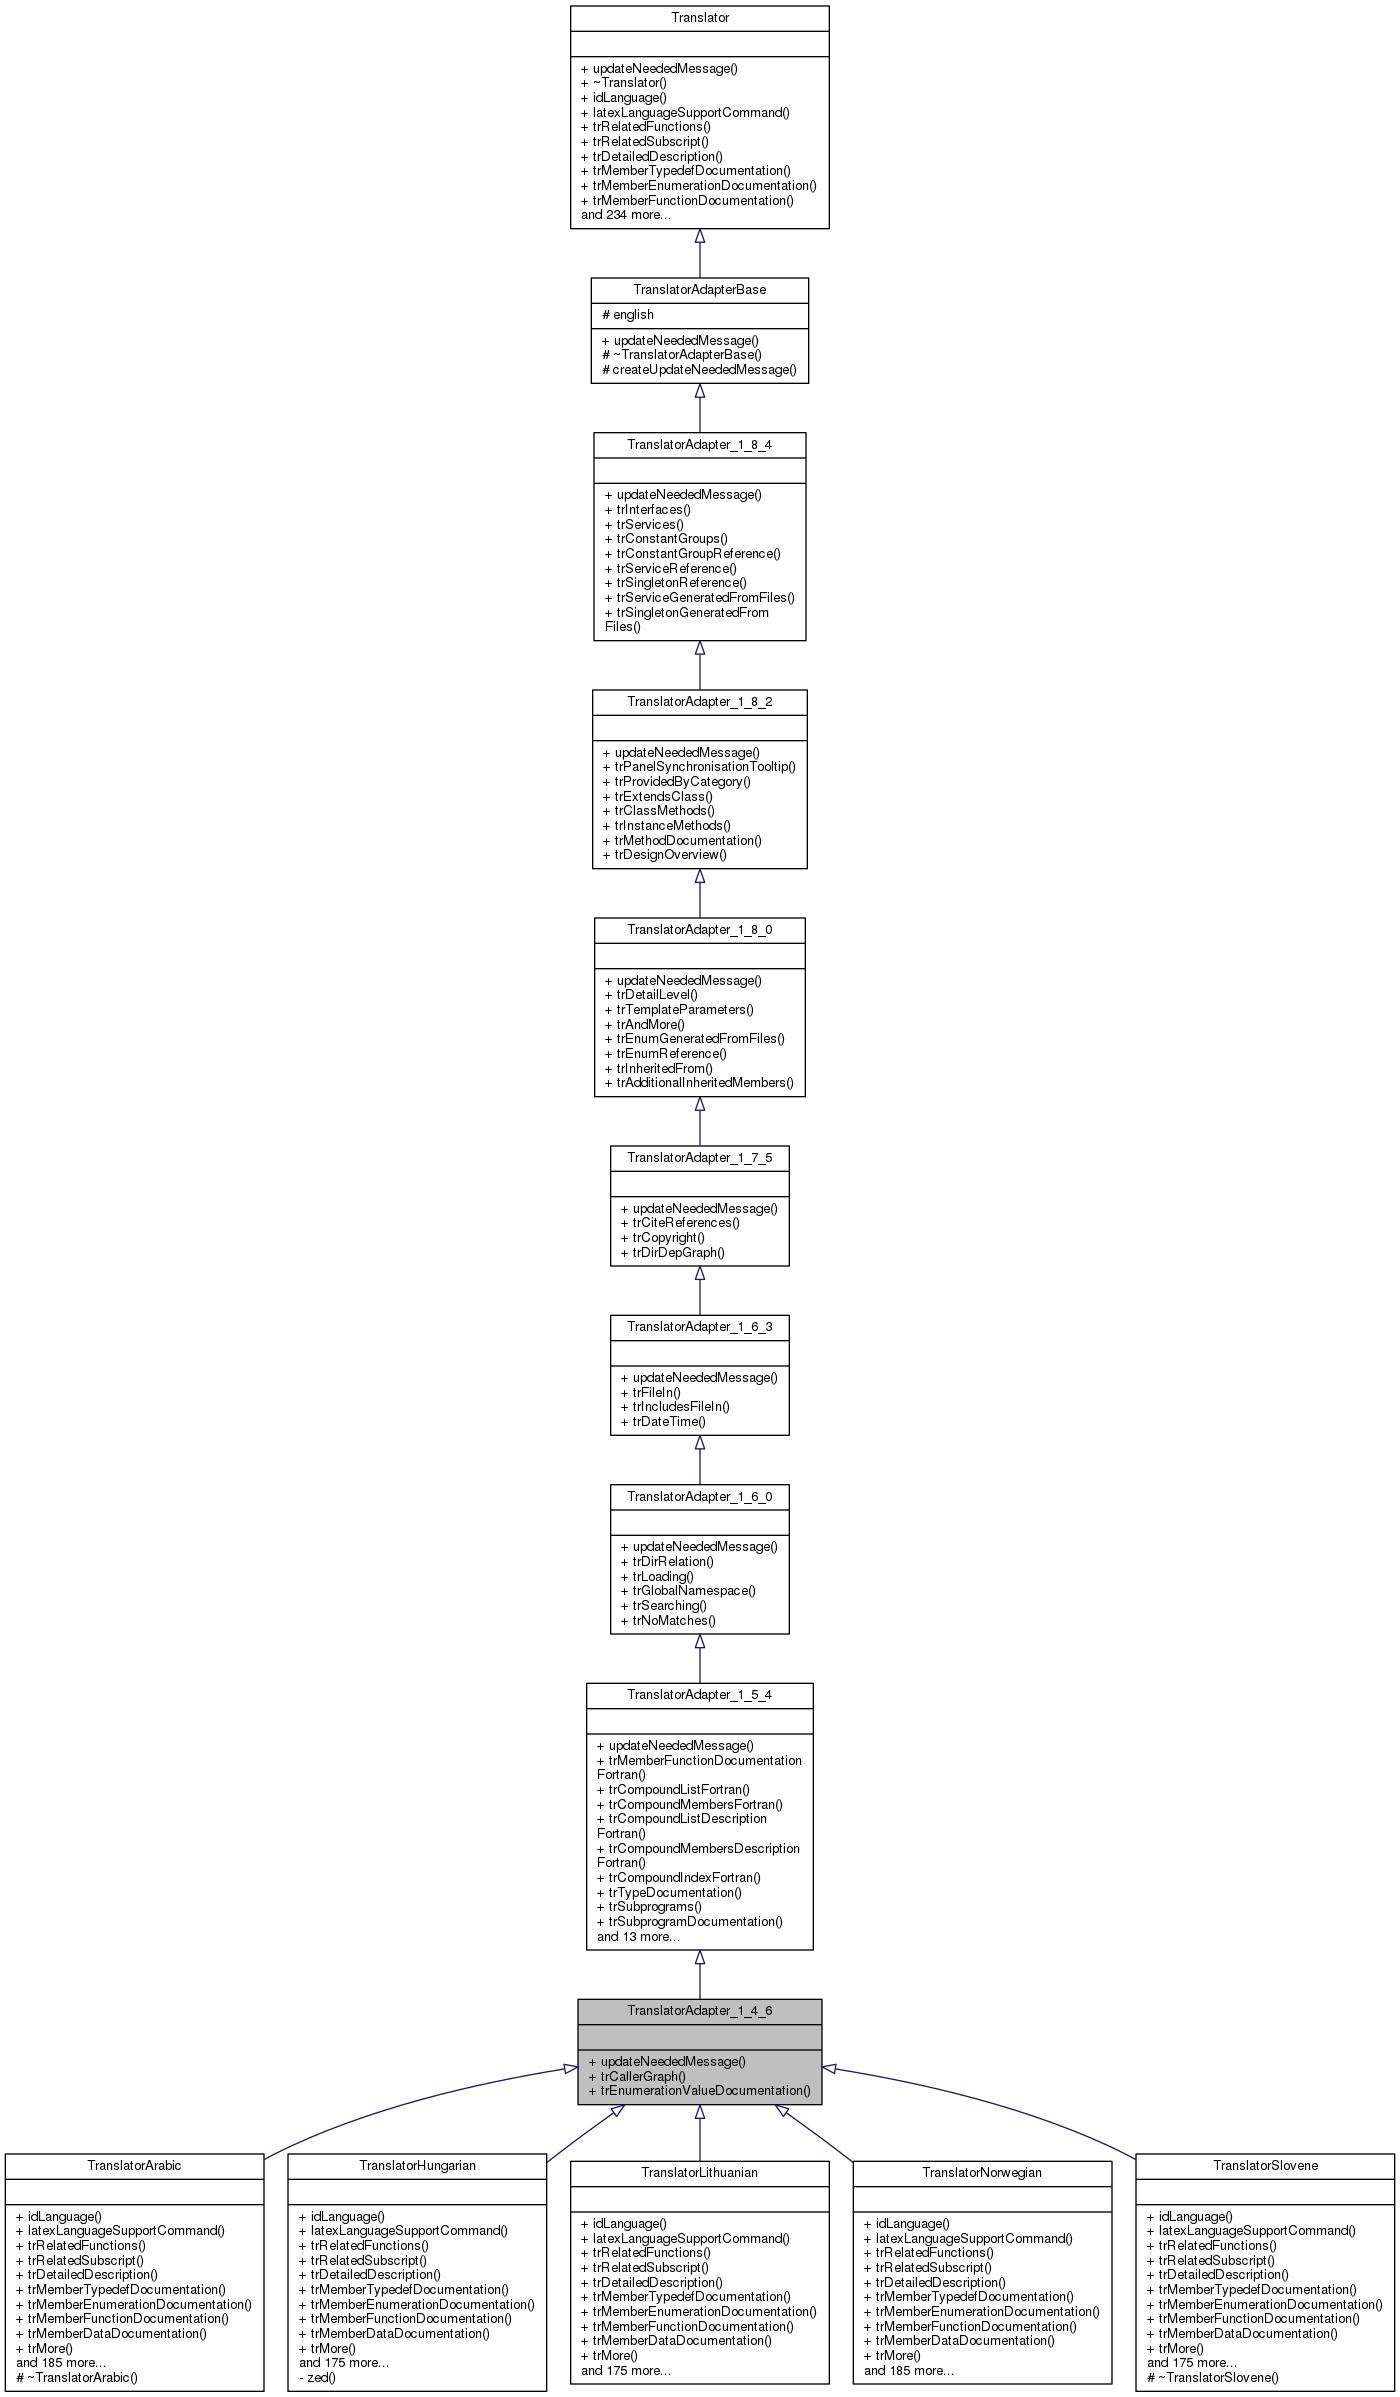 Translator
+ updateNeededMessage()
+ ~Translator()
+ idLanguage()
+ latexLanguageSupportCommand()
+ trRelatedFunctions()
+ trRelatedSubscript()
+ trDetailedDescription()
+ trMemberTypedefDocumentation()
+ trMemberEnumerationDocumentation()
+ trMemberFunctionDocumentation()
and 234 more...
TranslatorAdapterBase
# english
+ updateNeededMessage()
# ~TranslatorAdapterBase()
# createUpdateNeededMessage()
TranslatorAdapter_1_8_4
+ updateNeededMessage()
+ trInterfaces()
+ trServices()
+ trConstantGroups()
+ trConstantGroupReference()
+ trServiceReference()
+ trSingletonReference()
+ trServiceGeneratedFromFiles()
+ trSingletonGeneratedFrom
Files()
TranslatorAdapter_1_8_2
+ updateNeededMessage()
+ trPanelSynchronisationTooltip()
+ trProvidedByCategory()
+ trExtendsClass()
+ trClassMethods()
+ trInstanceMethods()
+ trMethodDocumentation()
+ trDesignOverview()
TranslatorAdapter_1_8_0
+ updateNeededMessage()
+ trDetailLevel()
+ trTemplateParameters()
+ trAndMore()
+ trEnumGeneratedFromFiles()
+ trEnumReference()
+ trInheritedFrom()
+ trAdditionalInheritedMembers()
TranslatorAdapter_1_7_5
+ updateNeededMessage()
+ trCiteReferences()
+ trCopyright()
+ trDirDepGraph()
TranslatorAdapter_1_6_3
+ updateNeededMessage()
+ trFileIn()
+ trIncludesFileIn()
+ trDateTime()
TranslatorAdapter_1_6_0
+ updateNeededMessage()
+ trDirRelation()
+ trLoading()
+ trGlobalNamespace()
+ trSearching()
+ trNoMatches()
TranslatorAdapter_1_5_4
+ updateNeededMessage()
+ trMemberFunctionDocumentation
Fortran()
+ trCompoundListFortran()
+ trCompoundMembersFortran()
+ trCompoundListDescription
Fortran()
+ trCompoundMembersDescription
Fortran()
+ trCompoundIndexFortran()
+ trTypeDocumentation()
+ trSubprograms()
+ trSubprogramDocumentation()
and 13 more...
TranslatorAdapter_1_4_6
+ updateNeededMessage()
+ trCallerGraph()
+ trEnumerationValueDocumentation()
TranslatorArabic
+ idLanguage()
+ latexLanguageSupportCommand()
+ trRelatedFunctions()
+ trRelatedSubscript()
+ trDetailedDescription()
+ trMemberTypedefDocumentation()
+ trMemberEnumerationDocumentation()
+ trMemberFunctionDocumentation()
+ trMemberDataDocumentation()
+ trMore()
and 185 more...
# ~TranslatorArabic()
TranslatorHungarian
+ idLanguage()
+ latexLanguageSupportCommand()
+ trRelatedFunctions()
+ trRelatedSubscript()
+ trDetailedDescription()
+ trMemberTypedefDocumentation()
+ trMemberEnumerationDocumentation()
+ trMemberFunctionDocumentation()
+ trMemberDataDocumentation()
+ trMore()
and 175 more...
- zed()
TranslatorLithuanian
+ idLanguage()
+ latexLanguageSupportCommand()
+ trRelatedFunctions()
+ trRelatedSubscript()
+ trDetailedDescription()
+ trMemberTypedefDocumentation()
+ trMemberEnumerationDocumentation()
+ trMemberFunctionDocumentation()
+ trMemberDataDocumentation()
+ trMore()
and 175 more...
TranslatorNorwegian
+ idLanguage()
+ latexLanguageSupportCommand()
+ trRelatedFunctions()
+ trRelatedSubscript()
+ trDetailedDescription()
+ trMemberTypedefDocumentation()
+ trMemberEnumerationDocumentation()
+ trMemberFunctionDocumentation()
+ trMemberDataDocumentation()
+ trMore()
and 185 more...
TranslatorSlovene
+ idLanguage()
+ latexLanguageSupportCommand()
+ trRelatedFunctions()
+ trRelatedSubscript()
+ trDetailedDescription()
+ trMemberTypedefDocumentation()
+ trMemberEnumerationDocumentation()
+ trMemberFunctionDocumentation()
+ trMemberDataDocumentation()
+ trMore()
and 175 more...
# ~TranslatorSlovene()